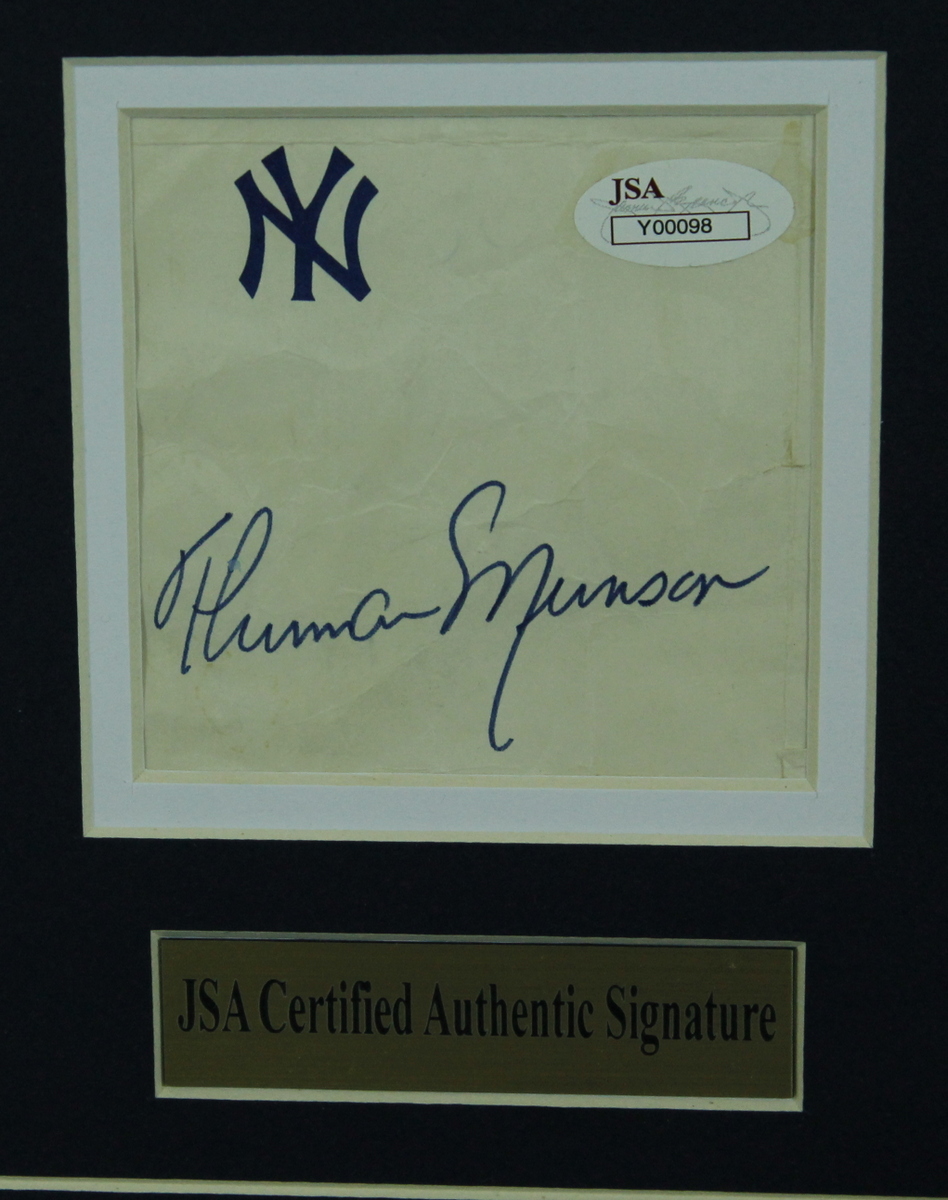 NY
JSA
Y00098
Thurman Munson
JSA Certified Authentic Signature